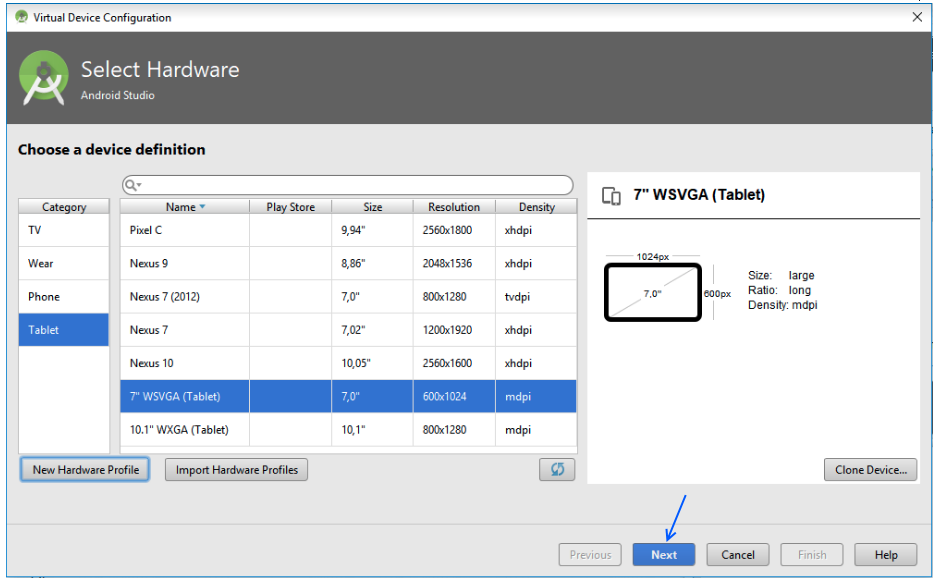 Virtual Device Configuration
Select Hardware
Android Studio
Choose a device definition
Category Name Play Store Size Resolution Density
TV Pixel C 9,94" 2560x1800 xhdpi
Wear Nexus 9 8,86" 2048x1536 xhdpi
Phone Nexus 7 (2012) 7,0" 800x1280 tvdpi
Tablet Nexus 7 7,02" 1200x1920 xhdpi
Nexus 10 10,05" 2560x1600 xhdpi
7" WSVGA (Tablet) 7,0" 600x1024 mdpi
10.1" WXGA (Tablet) 10,1" 800x1280 mdpi
New Hardware Profile Import Hardware Profiles
7" WSVGA (Tablet)
1024px
7,0"
600px
Size: large
Ratio: long
Density: mdpi
Clone Device...
Previous Next Cancel Finish Help